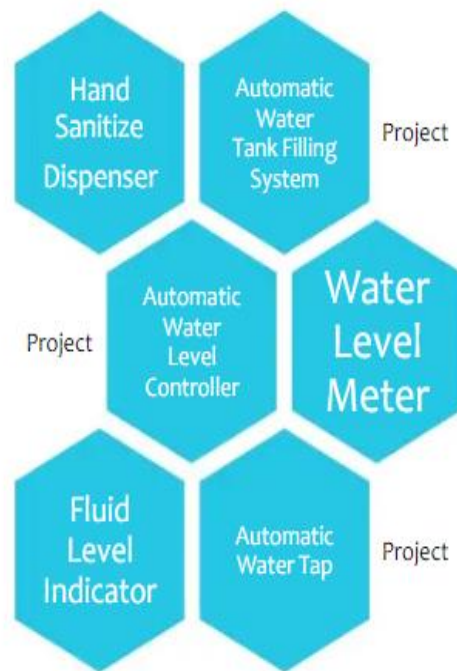 Hand
Sanitize
Dispenser
Automatic
Water
Tank Filling
System
Project
Project
Automatic
Water
Level
Controller
Water
Level
Meter
Fluid
Level
Indicator
Automatic
Water Tap
Project